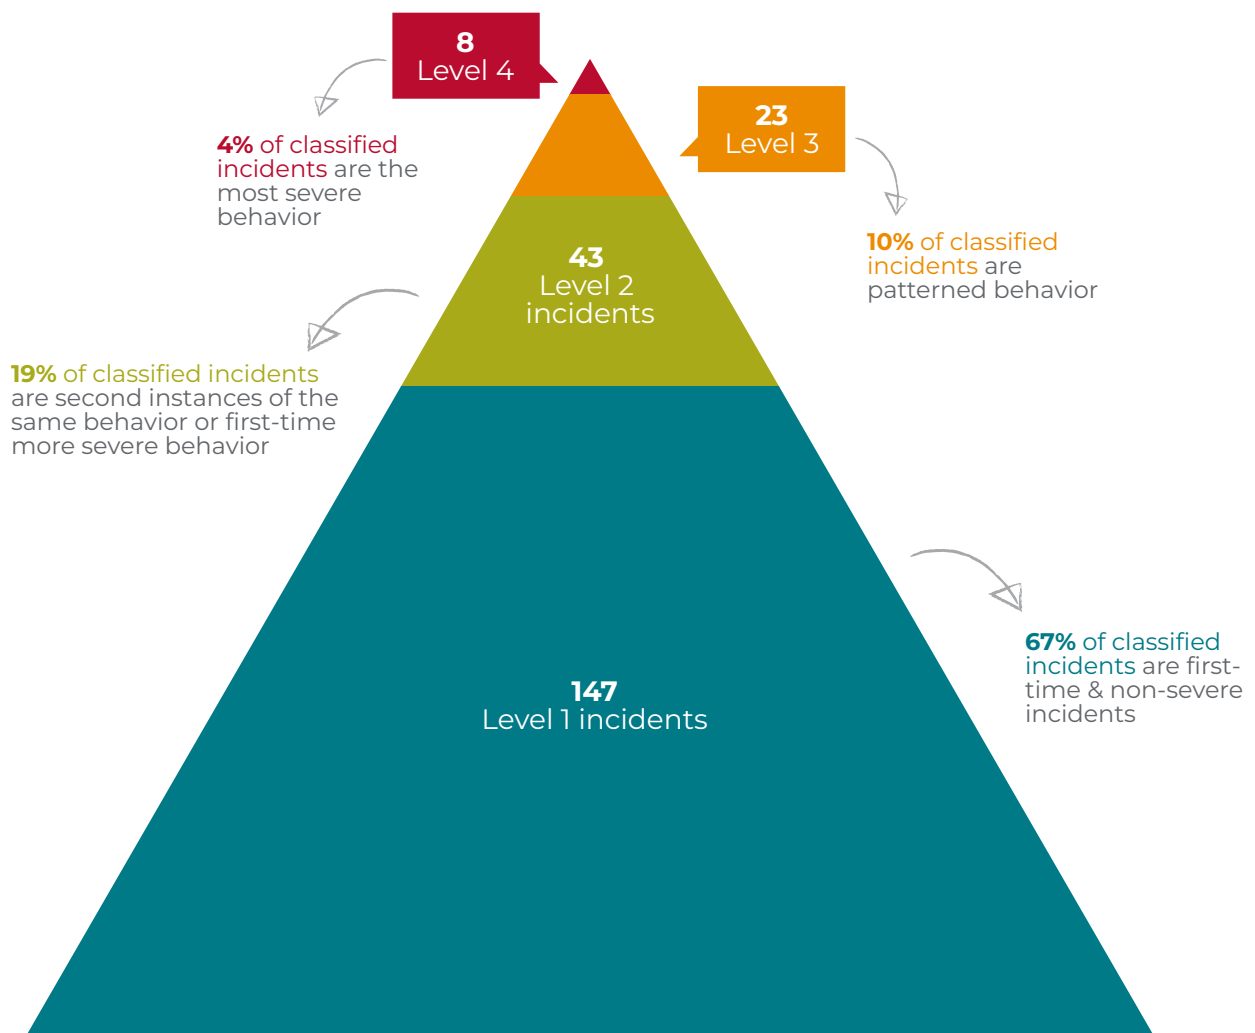 8
Level 4
4% of classified
incidents are the
most severe
behavior
23
Level 3
10% of classified
incidents are
patterned behavior
43
Level 2
incidents
19% of classified incidents
are second instances of the
same behavior or first-time
more severe behavior
147
Level 1 incidents
67% of classified
incidents are first-
time & non-severe
incidents